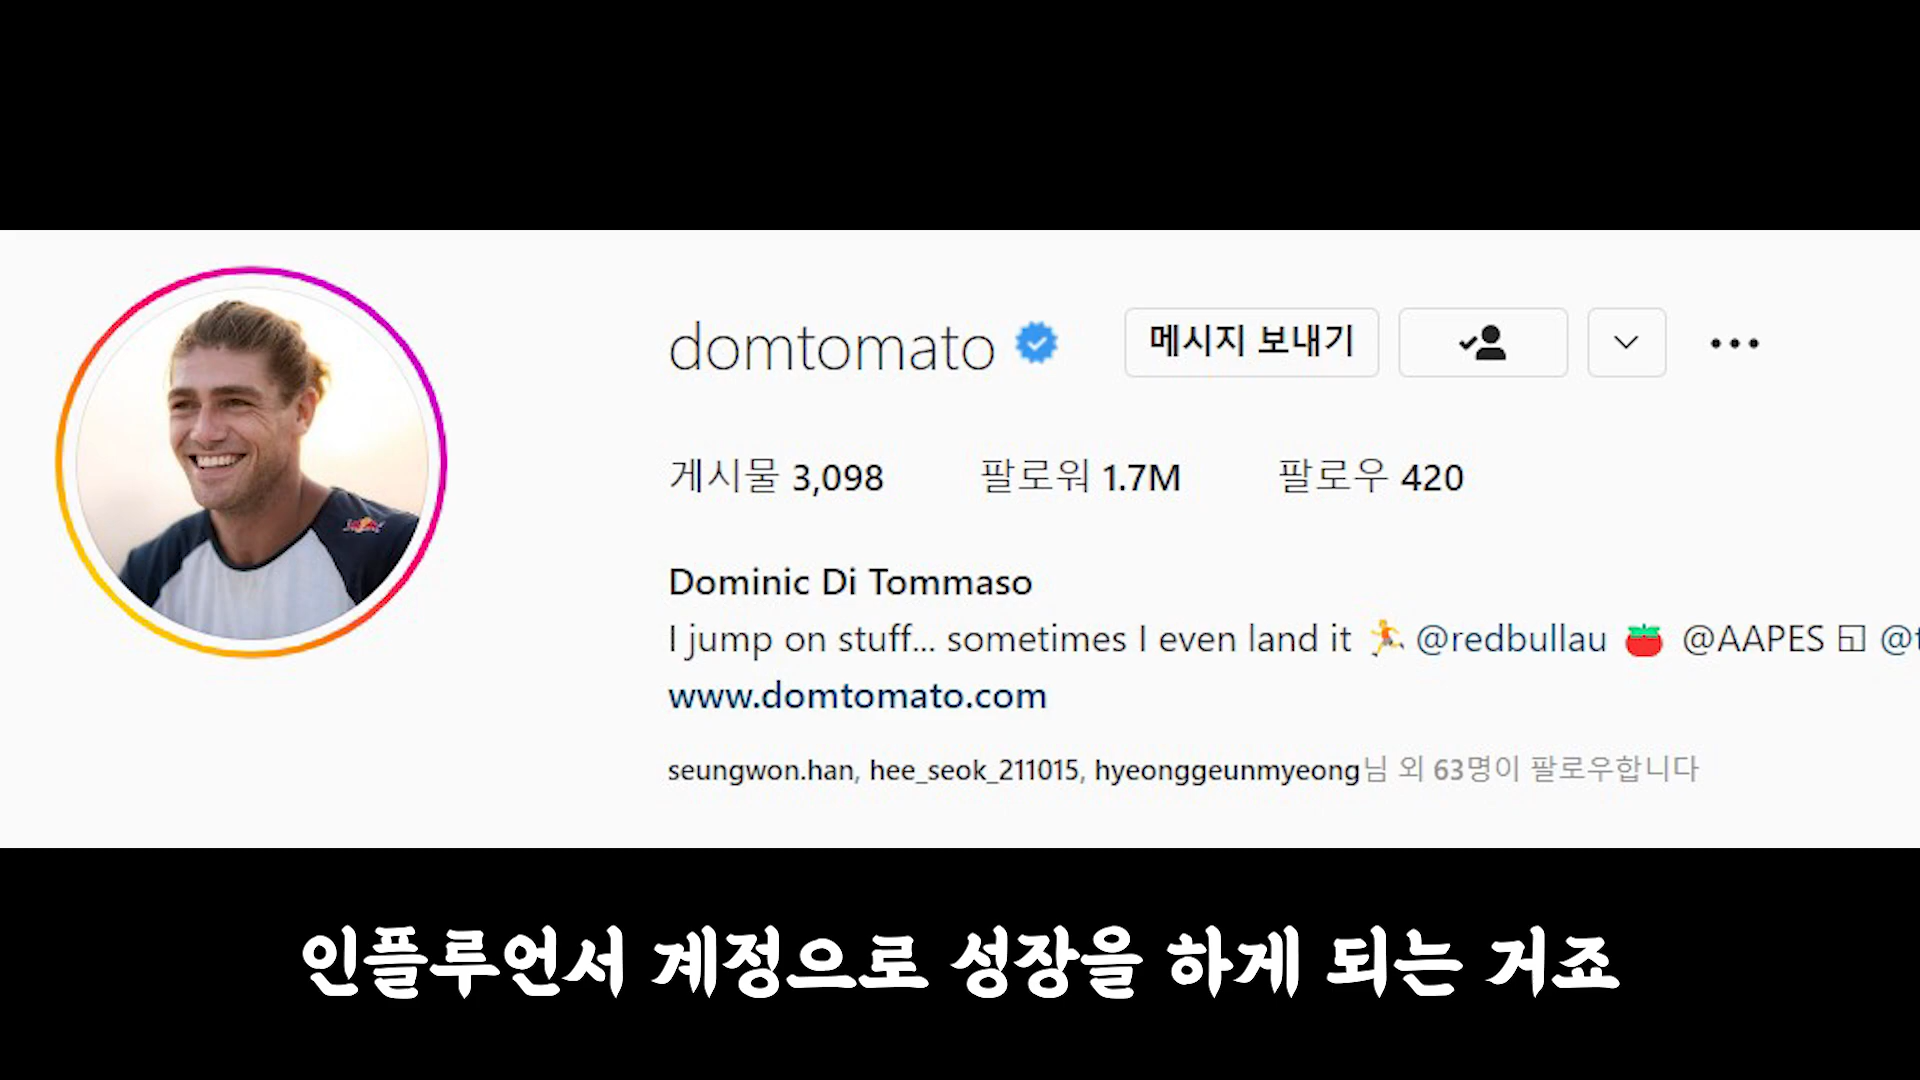 domtomato
메시지 보내기
게시물 3,098 팔로워 1.7M 팔로우 420
Dominic Di Tommaso
I jump on stuff... sometimes I even land it 🏃 @redbullau 🍅 @AAPES ◱ @t
www.domtomato.com
seungwon.han, hee_seok_211015, hyeonggeunmyeong님 외 63명이 팔로우합니다
인플루언서 계정으로 성장을 하게 되는 거죠